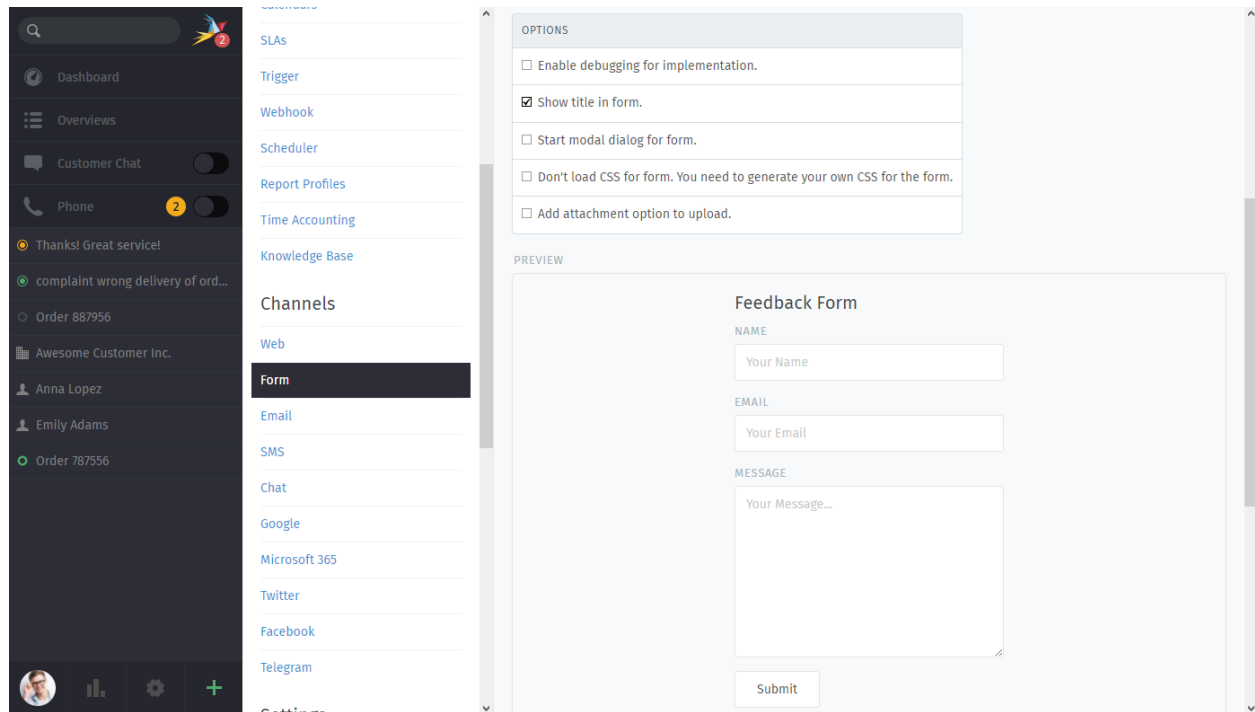 2
Dashboard
Overviews
Customer Chat
Phone 2
Thanks! Great service!
complaint wrong delivery of ord...
Order 887956
Awesome Customer Inc.
Anna Lopez
Emily Adams
Order 787556
Calendars
SLAs
Trigger
Webhook
Scheduler
Report Profiles
Time Accounting
Knowledge Base
Channels
Web
Form
Email
SMS
Chat
Google
Microsoft 365
Twitter
Facebook
Telegram
Settings
OPTIONS
Enable debugging for implementation.
Show title in form.
Start modal dialog for form.
Don't load CSS for form. You need to generate your own CSS for the form.
Add attachment option to upload.
PREVIEW
Feedback Form
NAME
Your Name
EMAIL
Your Email
MESSAGE
Your Message...
Submit